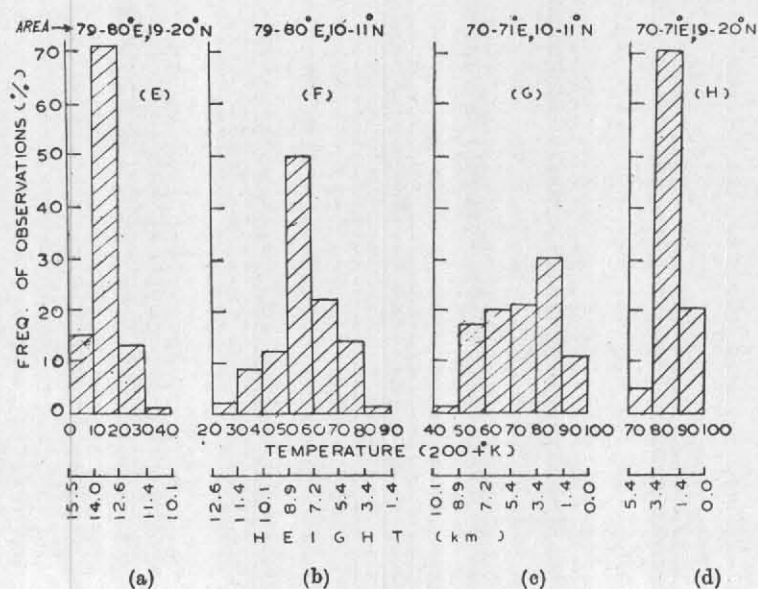 AREA→ 79-80°E,19-20°N 79-80°E,10-11°N 70-71°E,10-11°N 70-71°E,19-20°N
(E) (F) (G) (H)
FREQ. OF OBSERVATIONS (%)
70
60
50
40
30
20
10
0
0 10 20 30 40 20 30 40 50 60 70 80 90 40 50 60 70 80 90 100 70 80 90 100
TEMPERATURE (200+°K)
15.5 14.0 12.6 11.4 10.1 12.6 11.4 10.1 8.9 7.2 5.4 3.4 1.4 10.1 8.9 7.2 5.4 3.4 1.4 0.0 5.4 3.4 1.4 0.0
HEIGHT (km)
(a) (b) (c) (d)